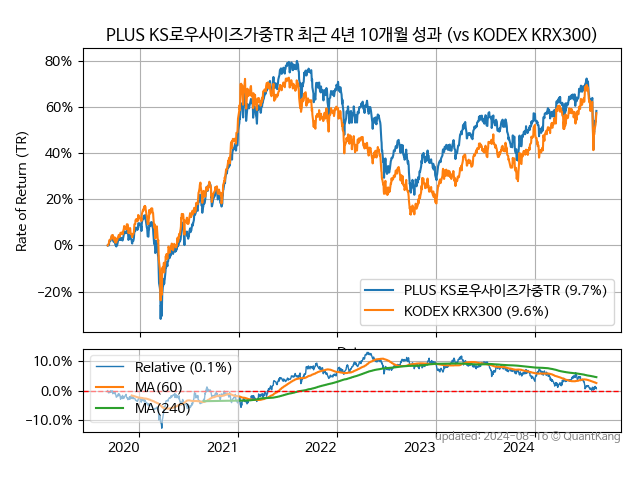 PLUS KS로우사이즈가중TR 최근 4년 10개월 성과 (vs KODEX KRX300)
80%
60%
40%
20%
0%
−20%
Rate of Return (TR)
PLUS KS로우사이즈가중TR (9.7%)
KODEX KRX300 (9.6%)
10.0%
0.0%
−10.0%
Relative (0.1%)
MA(60)
MA(240)
2020
2021
2022
2023
2024
updated: 2024-08-16 © QuantKang